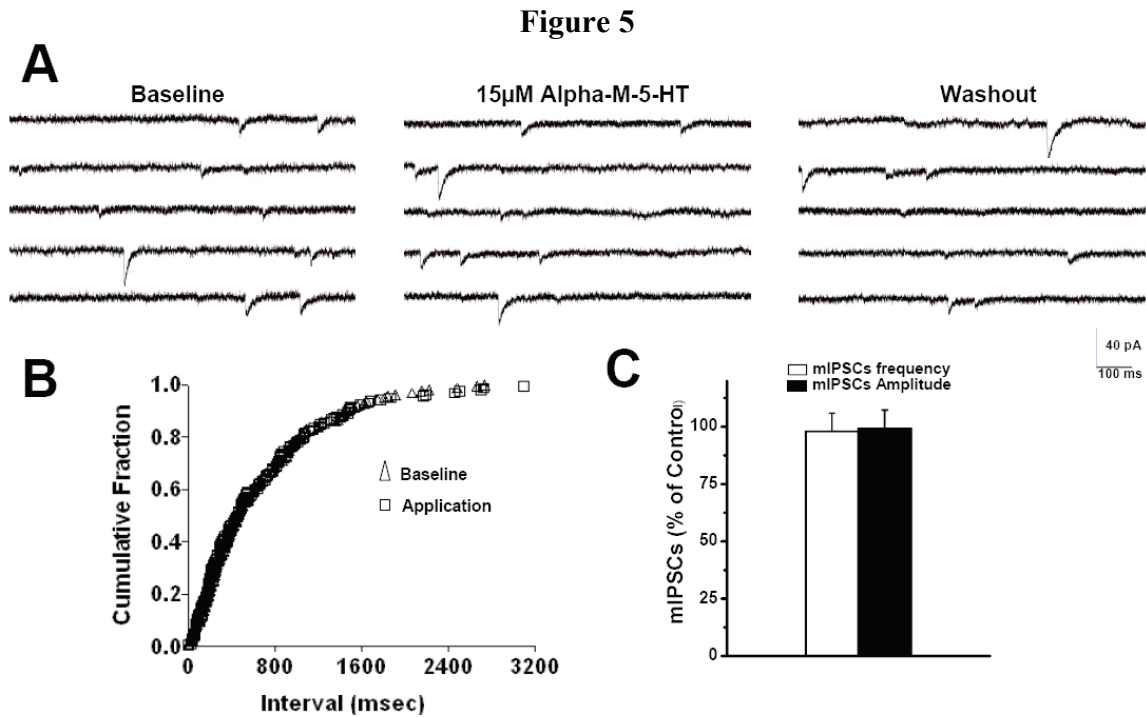 Figure 5
A
Baseline
15µM Alpha-M-5-HT
Washout
40 pA
100 ms
B
Cumulative Fraction
1.0
0.8
0.6
0.4
0.2
0.0
0
800
1600
2400
3200
Interval (msec)
Baseline
Application
C
mIPSCs frequency
mIPSCs Amplitude
mIPSCs (% of Control)
100
75
50
25
0